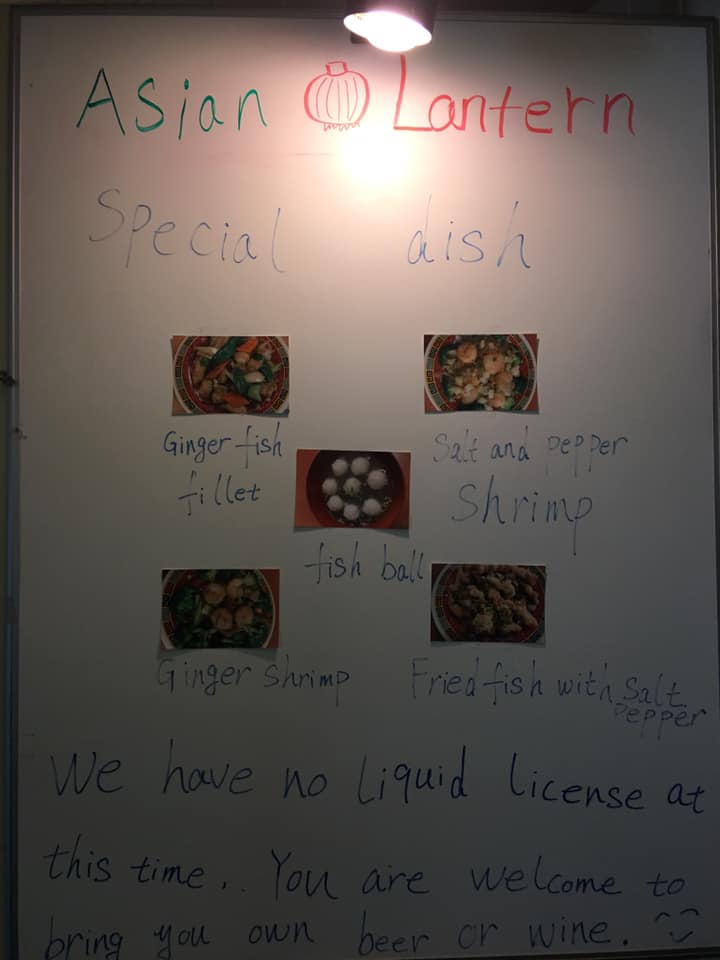 Asian Lantern
Special dish
Ginger fish
fillet
Salt and pepper
Shrimp
fish ball
Ginger shrimp
Fried fish with Salt
pepper
We have no liquid license at
this time.. You are welcome to
bring you own beer or wine.